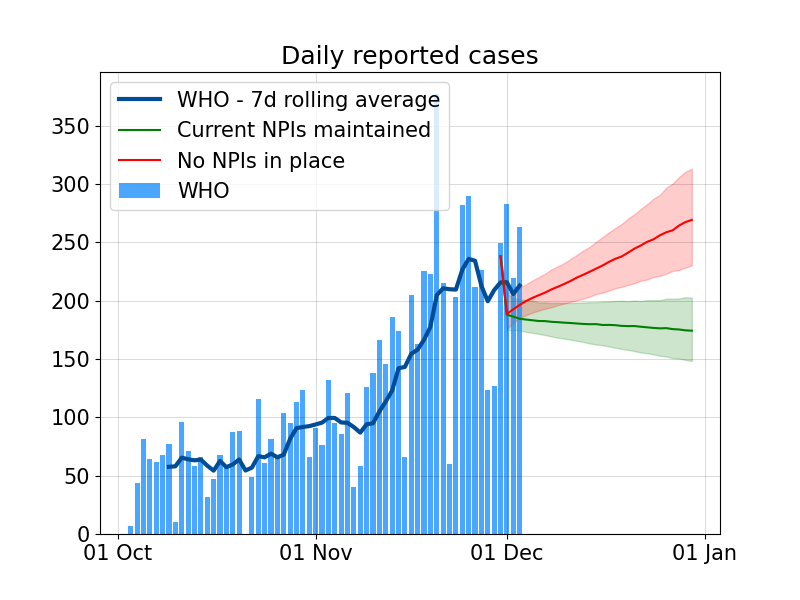 Daily reported cases
WHO - 7d rolling average
Current NPIs maintained
No NPIs in place
WHO
350
300
250
200
150
100
50
0
01 Oct
01 Nov
01 Dec
01 Jan